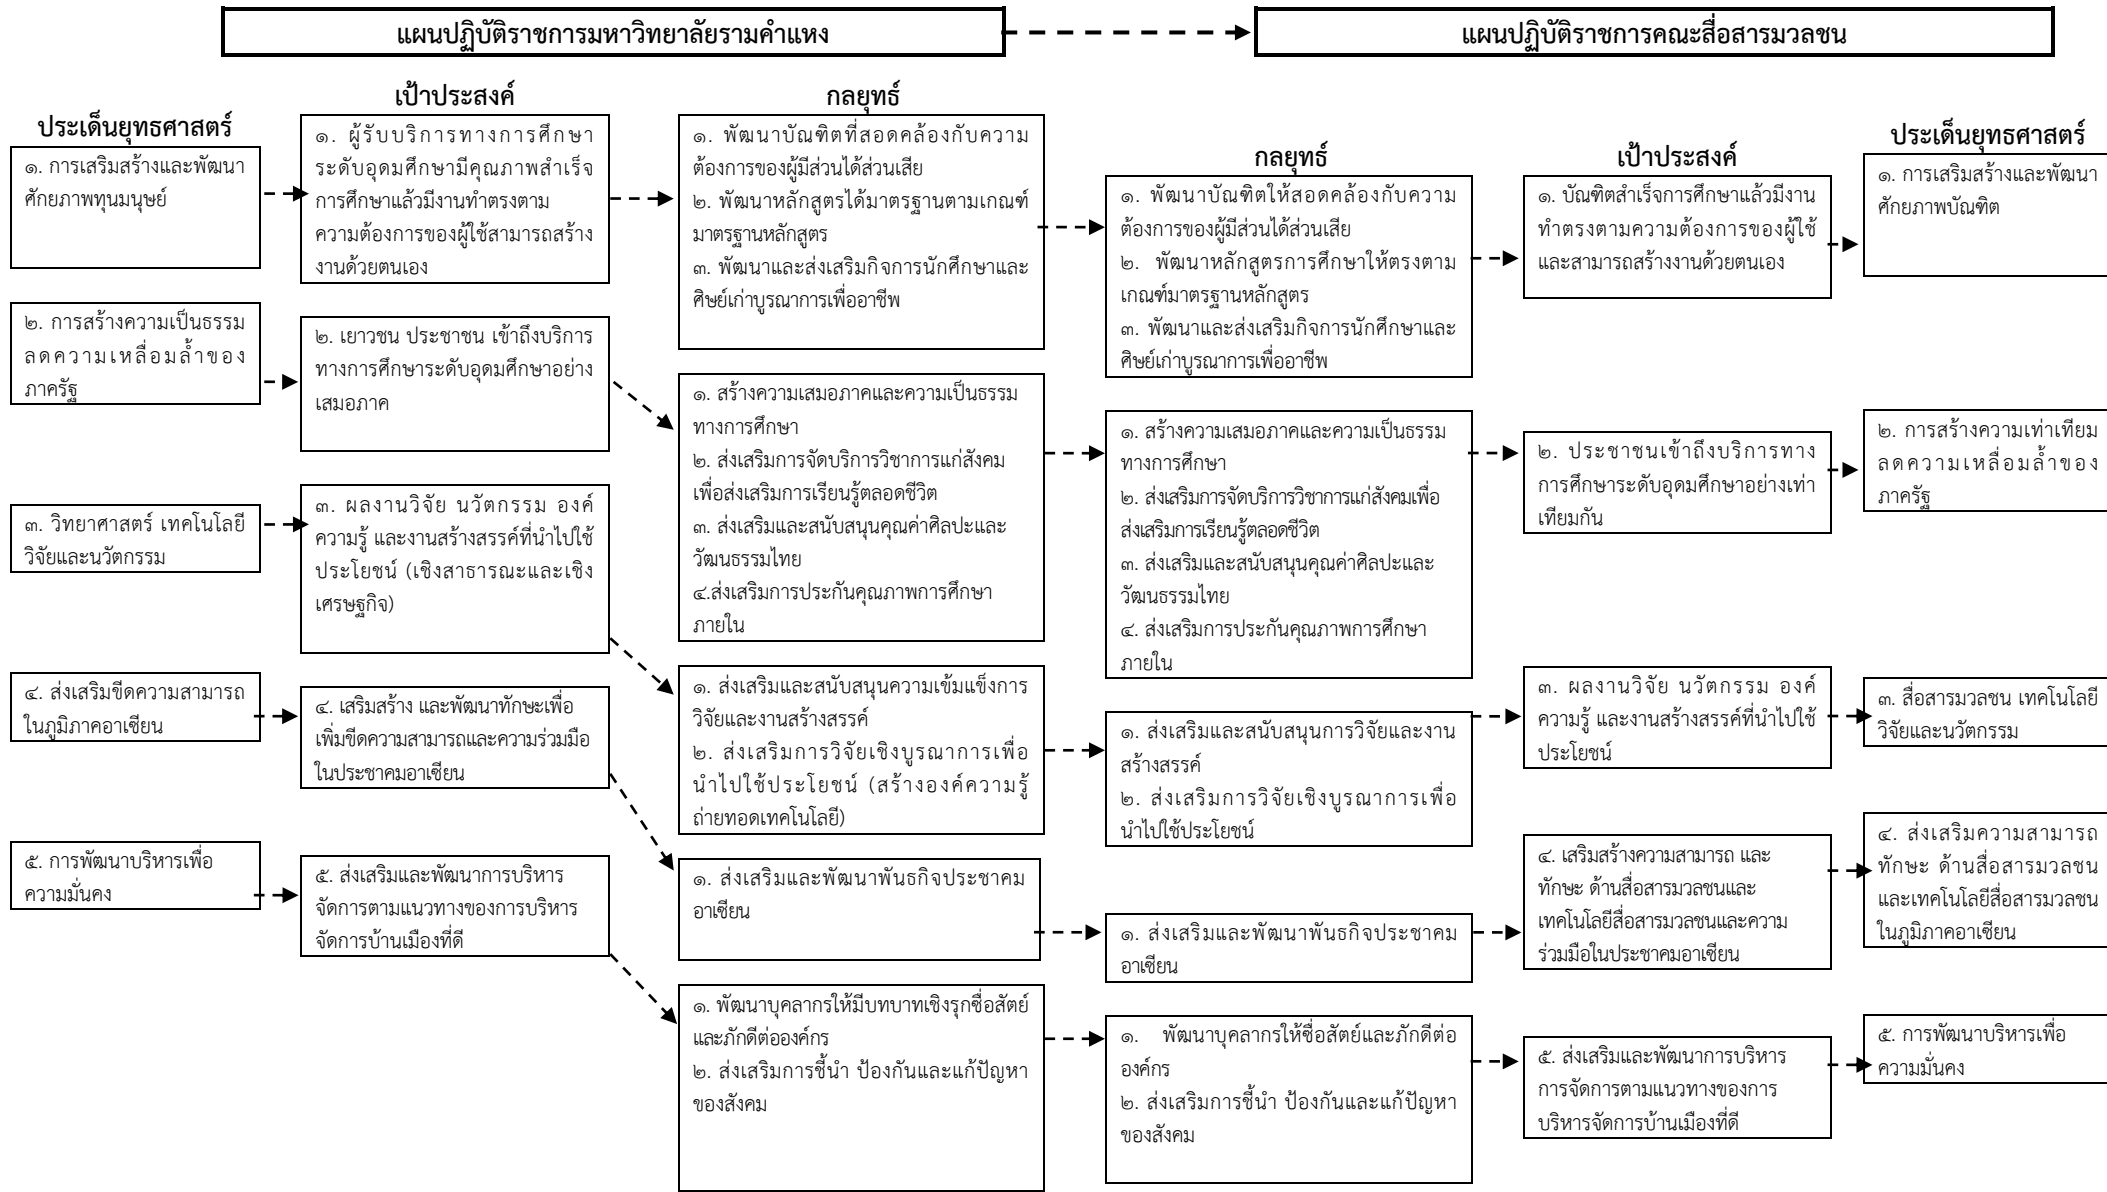 แผนปฏิบัติราชการมหาวิทยาลัยรามคำแหง
แผนปฏิบัติราชการคณะสื่อสารมวลชน
ประเด็นยุทธศาสตร์
๑. การเสริมสร้างและพัฒนา
ศักยภาพทุนมนุษย์
๒. การสร้างความเป็นธรรม
ลดความเหลื่อมล้ำของ
ภาครัฐ
๓. วิทยาศาสตร์ เทคโนโลยี
วิจัยและนวัตกรรม
๔. ส่งเสริมขีดความสามารถ
ในภูมิภาคอาเซียน
๕. การพัฒนาบริหารเพื่อ
ความมั่นคง
เป้าประสงค์
๑. ผู้รับบริการทางการศึกษา
ระดับอุดมศึกษามีคุณภาพสำเร็จ
การศึกษาแล้วมีงานทำตรงตาม
ความต้องการของผู้ใช้สามารถสร้าง
งานด้วยตนเอง
๒. เยาวชน ประชาชน เข้าถึงบริการ
ทางการศึกษาระดับอุดมศึกษาอย่าง
เสมอภาค
๓. ผลงานวิจัย นวัตกรรม องค์
ความรู้ และงานสร้างสรรค์ที่นำไปใช้
ประโยชน์ (เชิงสาธารณะและเชิง
เศรษฐกิจ)
๔. เสริมสร้าง และพัฒนาทักษะเพื่อ
เพิ่มขีดความสามารถและความร่วมมือ
ในประชาคมอาเซียน
๕. ส่งเสริมและพัฒนาการบริหาร
จัดการตามแนวทางของการบริหาร
จัดการบ้านเมืองที่ดี
กลยุทธ์
๑. พัฒนาบัณฑิตที่สอดคล้องกับความ
ต้องการของผู้มีส่วนได้ส่วนเสีย
๒. พัฒนาหลักสูตรได้มาตรฐานตามเกณฑ์
มาตรฐานหลักสูตร
๓. พัฒนาและส่งเสริมกิจการนักศึกษาและ
ศิษย์เก่าบูรณาการเพื่ออาชีพ
๑. สร้างความเสมอภาคและความเป็นธรรม
ทางการศึกษา
๒. ส่งเสริมการจัดบริการวิชาการแก่สังคม
เพื่อส่งเสริมการเรียนรู้ตลอดชีวิต
๓. ส่งเสริมและสนับสนุนคุณค่าศิลปะและ
วัฒนธรรมไทย
๔.ส่งเสริมการประกันคุณภาพการศึกษา
ภายใน
๑. ส่งเสริมและสนับสนุนความเข้มแข็งการ
วิจัยและงานสร้างสรรค์
๒. ส่งเสริมการวิจัยเชิงบูรณาการเพื่อ
นำไปใช้ประโยชน์ (สร้างองค์ความรู้
ถ่ายทอดเทคโนโลยี)
๑. ส่งเสริมและพัฒนาพันธกิจประชาคม
อาเซียน
๑. พัฒนาบุคลากรให้มีบทบาทเชิงรุกซื่อสัตย์
และภักดีต่อองค์กร
๒. ส่งเสริมการชี้นำ ป้องกันและแก้ปัญหา
ของสังคม
กลยุทธ์
๑. พัฒนาบัณฑิตให้สอดคล้องกับความ
ต้องการของผู้มีส่วนได้ส่วนเสีย
๒. พัฒนาหลักสูตรการศึกษาให้ตรงตาม
เกณฑ์มาตรฐานหลักสูตร
๓. พัฒนาและส่งเสริมกิจการนักศึกษาและ
ศิษย์เก่าบูรณาการเพื่ออาชีพ
๑. สร้างความเสมอภาคและความเป็นธรรม
ทางการศึกษา
๒. ส่งเสริมการจัดบริการวิชาการแก่สังคมเพื่อ
ส่งเสริมการเรียนรู้ตลอดชีวิต
๓. ส่งเสริมและสนับสนุนคุณค่าศิลปะและ
วัฒนธรรมไทย
๔. ส่งเสริมการประกันคุณภาพการศึกษา
ภายใน
๑. ส่งเสริมและสนับสนุนการวิจัยและงาน
สร้างสรรค์
๒. ส่งเสริมการวิจัยเชิงบูรณาการเพื่อ
นำไปใช้ประโยชน์
๑. ส่งเสริมและพัฒนาพันธกิจประชาคม
อาเซียน
๑. พัฒนาบุคลากรให้ซื่อสัตย์และภักดีต่อ
องค์กร
๒. ส่งเสริมการชี้นำ ป้องกันและแก้ปัญหา
ของสังคม
เป้าประสงค์
๑. บัณฑิตสำเร็จการศึกษาแล้วมีงาน
ทำตรงตามความต้องการของผู้ใช้
และสามารถสร้างงานด้วยตนเอง
๒. ประชาชนเข้าถึงบริการทาง
การศึกษาระดับอุดมศึกษาอย่างเท่า
เทียมกัน
๓. ผลงานวิจัย นวัตกรรม องค์
ความรู้ และงานสร้างสรรค์ที่นำไปใช้
ประโยชน์
๔. เสริมสร้างความสามารถ และ
ทักษะ ด้านสื่อสารมวลชนและ
เทคโนโลยีสื่อสารมวลชนและความ
ร่วมมือในประชาคมอาเซียน
๕. ส่งเสริมและพัฒนาการบริหาร
การจัดการตามแนวทางของการ
บริหารจัดการบ้านเมืองที่ดี
ประเด็นยุทธศาสตร์
๑. การเสริมสร้างและพัฒนา
ศักยภาพบัณฑิต
๒. การสร้างความเท่าเทียม
ลดความเหลื่อมล้ำของ
ภาครัฐ
๓. สื่อสารมวลชน เทคโนโลยี
วิจัยและนวัตกรรม
๔. ส่งเสริมความสามารถ
ทักษะ ด้านสื่อสารมวลชน
และเทคโนโลยีสื่อสารมวลชน
ในภูมิภาคอาเซียน
๕. การพัฒนาบริหารเพื่อ
ความมั่นคง